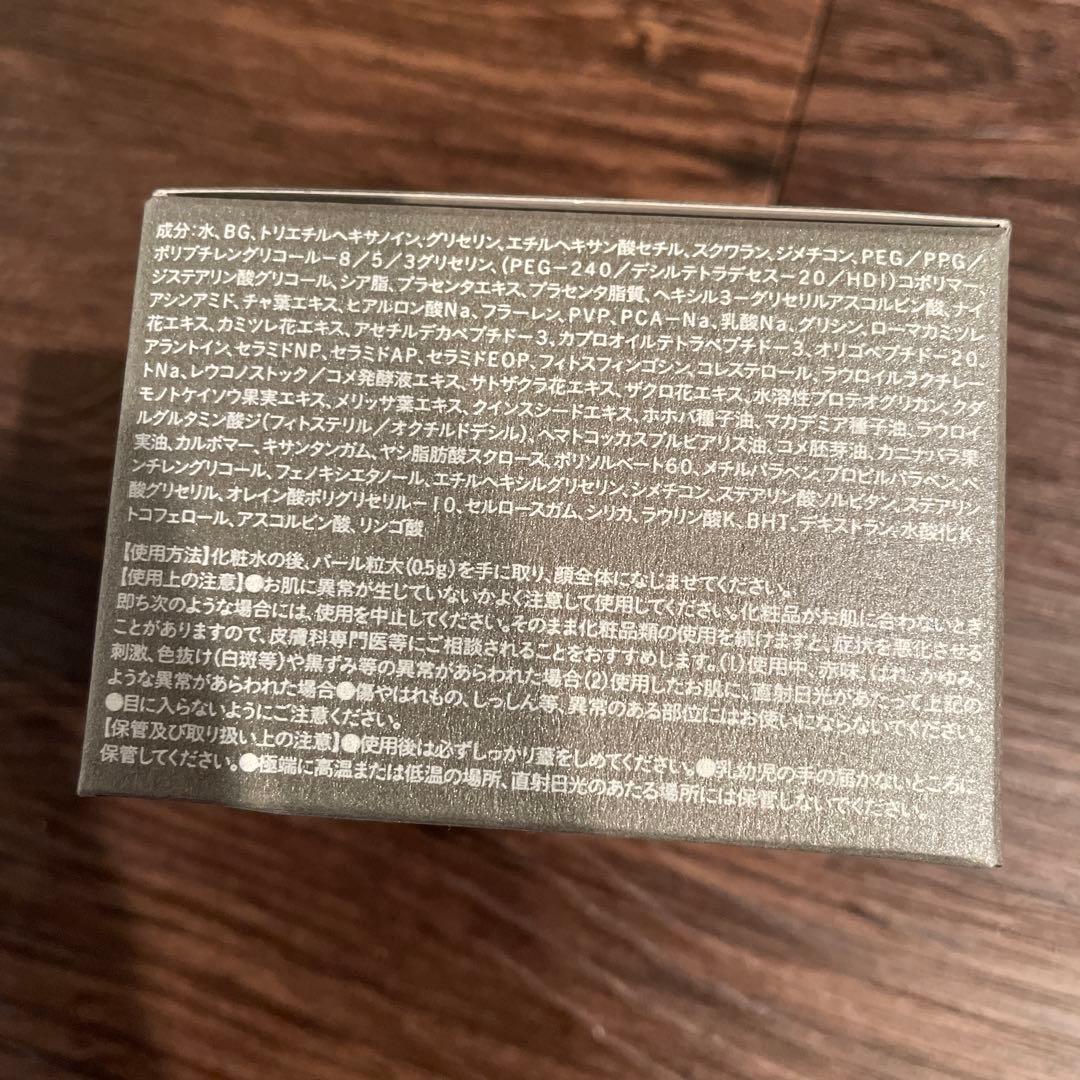 成分:水、BG、トリエチルヘキサノイン、グリセリン、エチルヘキサン酸セチル、スクワラン、ジメチコン、PEG/PPG/
ポリブチレングリコール-8/5/3グリセリン、(PEG-240/デシルテトラデセス-20/HDI)コポリマー、
ジステアリン酸グリコール、シア脂、プラセンタエキス、プラセンタ脂質、ヘキシル3-グリセリルアスコルビン酸、ナイ
アシンアミド、チャ葉エキス、ヒアルロン酸Na、フラーレン、PVP、PCA-Na、乳酸Na、グリシン、ローマカミツレ
花エキス、カミツレ花エキス、アセチルデカペプチド-3、カプロオイルテトラペプチド-3、オリゴペプチド-20、
アラントイン、セラミドNP、セラミドAP、セラミドEOP、フィトスフィンゴシン、コレステロール、ラウロイルラクチレー
トNa、レウコノストック/コメ発酵液エキス、サトザクラ花エキス、ザクロ花エキス、水溶性プロテオグリカン、クダ
モノトケイソウ果実エキス、メリッサ葉エキス、クインスシードエキス、ホホバ種子油、マカデミア種子油、ラウロイ
ルグルタミン酸ジ(フィトステリル/オクチルドデシル)、ヘマトコッカスプルビアリス油、コメ胚芽油、カニナバラ果
実油、カルボマー、キサンタンガム、ヤシ脂肪酸スクロース、ポリソルベート60、メチルパラベン、プロピルパラベン、ペ
ンチレングリコール、フェノキシエタノール、エチルヘキシルグリセリン、シメチコン、ステアリン酸ソルビタン、ステアリン
酸グリセリル、オレイン酸ポリグリセリル-10、セルロースガム、シリカ、ラウリン酸K、BHT、デキストラン、水酸化K、
トコフェロール、アスコルビン酸、リンゴ酸
【使用方法】化粧水の後、パール粒大(0.5g)を手に取り、顔全体になじませてください。
【使用上の注意】●お肌に異常が生じていないかよく注意して使用してください。化粧品がお肌に合わないとき
即ち次のような場合には、使用を中止してください。そのまま化粧品類の使用を続けますと、症状を悪化させる
ことがありますので、皮膚科専門医等にご相談されることをおすすめします。(1)使用中、赤味、はれ、かゆみ、
刺激、色抜け(白斑等)や黒ずみ等の異常があらわれた場合(2)使用したお肌に、直射日光があたって上記の
ような異常があらわれた場合●傷やはれもの、しっしん等、異常のある部位にはお使いにならないでください。
●目に入らないようにご注意ください。
【保管及び取り扱い上の注意】●使用後は必ずしっかり蓋をしめてください。●乳幼児の手の届かないところに
保管してください。●極端に高温または低温の場所、直射日光のあたる場所には保管しないでください。